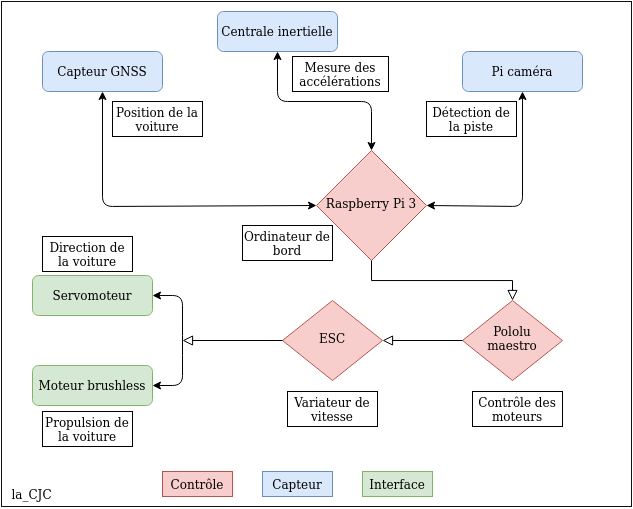 Centrale inertielle
Capteur GNSS
Pi caméra
Mesure des
accélérations
Position de la
voiture
Détection de
la piste
Raspberry Pi 3
Ordinateur de
bord
Direction de
la voiture
Servomoteur
ESC
Pololu
maestro
Moteur brushless
Variateur de
vitesse
Contrôle des
moteurs
Propulsion de
la voiture
Contrôle
Capteur
Interface
la_CJC